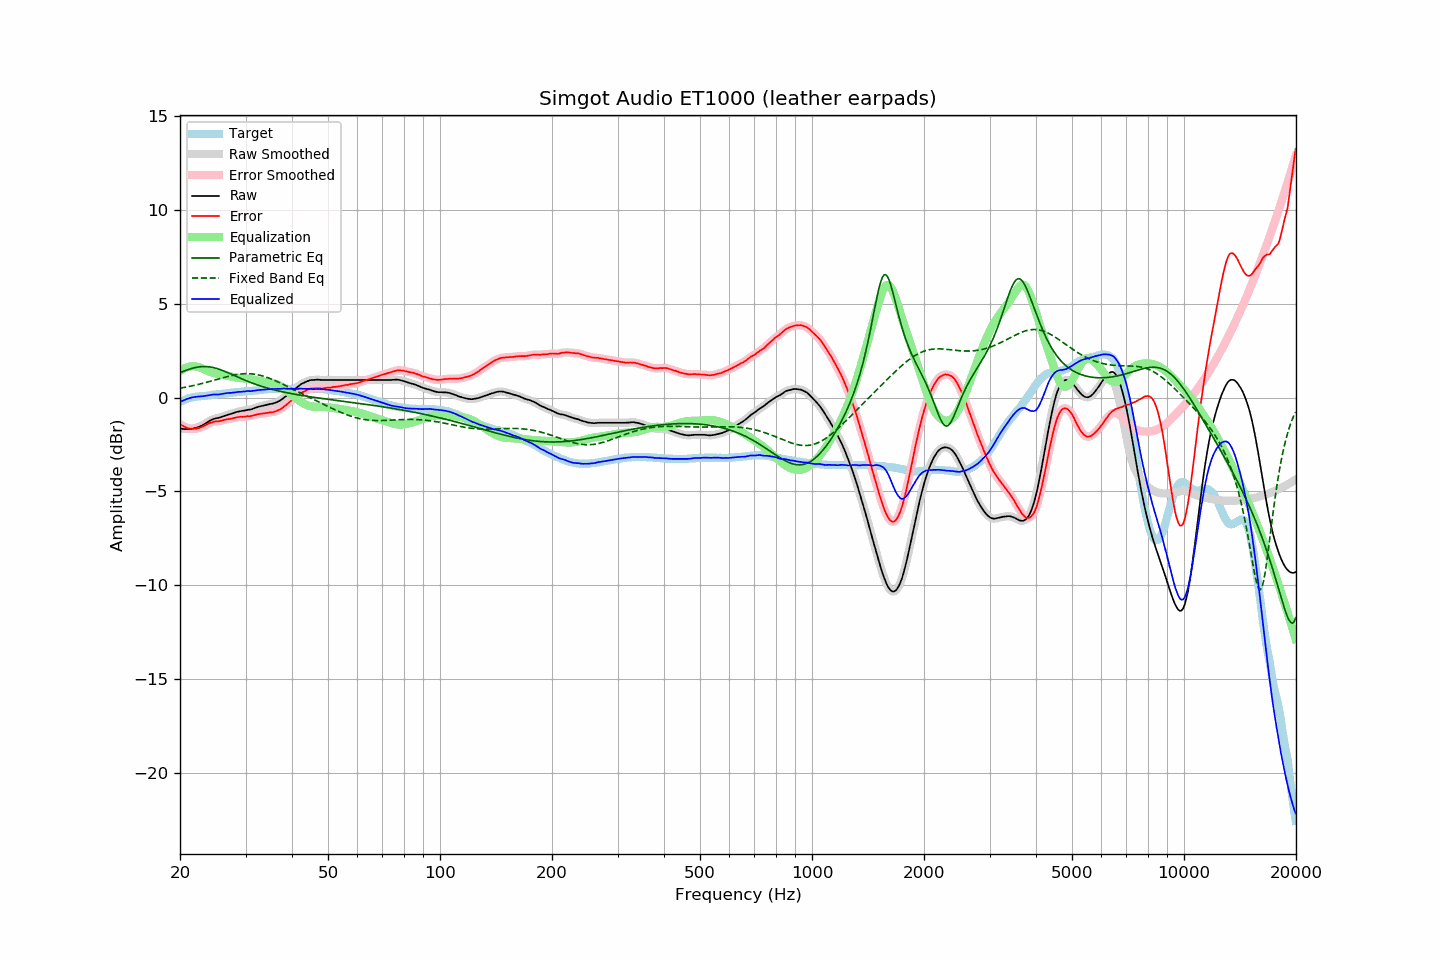 Simgot Audio ET1000 (leather earpads)
15
10
5
0
−5
−10
−15
−20
Amplitude (dBr)
Target
Raw Smoothed
Error Smoothed
Raw
Error
Equalization
Parametric Eq
Fixed Band Eq
Equalized
20 50 100 200 500 1000 2000 5000 10000 20000
Frequency (Hz)